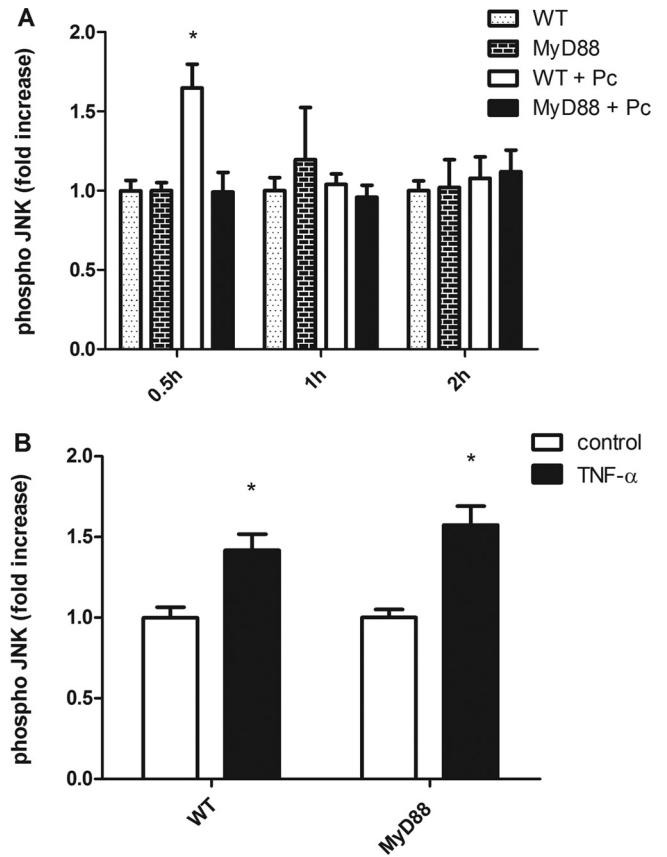 A
WT
MyD88
WT + Pc
MyD88 + Pc
phospho JNK (fold increase)
2.0
1.5
1.0
0.5
0.0
*
0.5h
1h
2h
B
control
TNF-α
phospho JNK (fold increase)
2.0
1.5
1.0
0.5
0.0
*
*
WT
MyD88